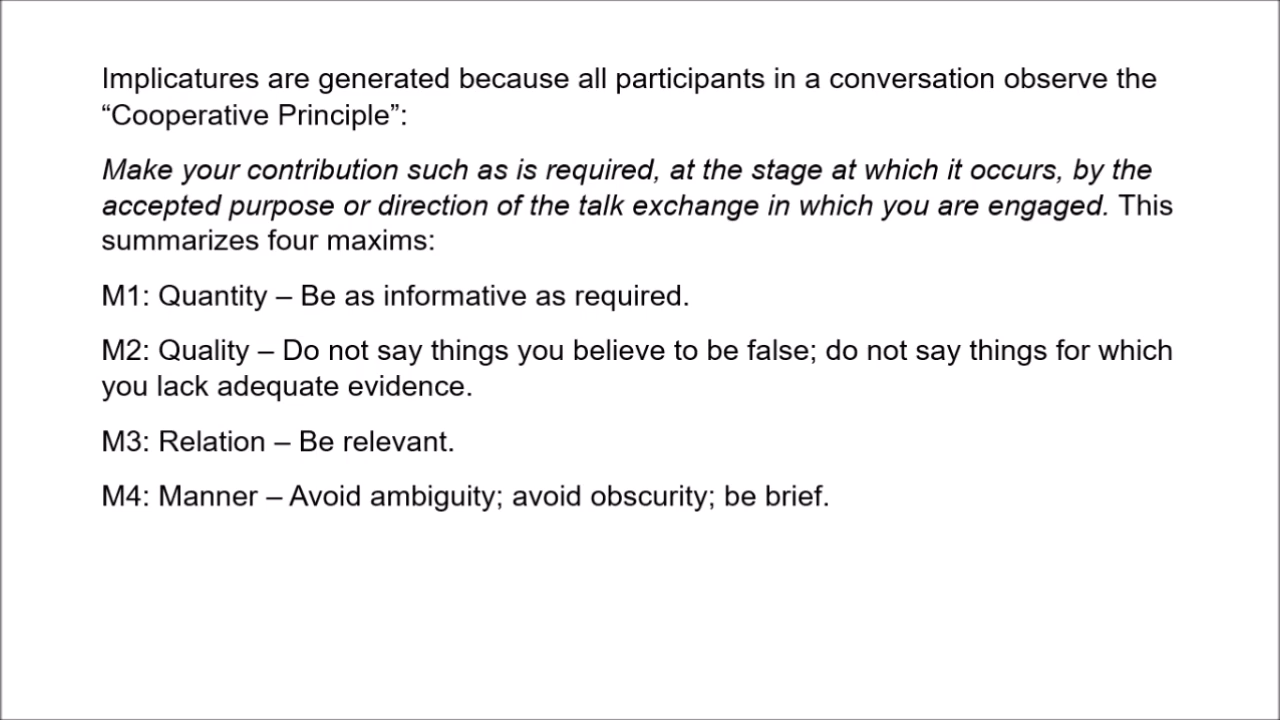 Implicatures are generated because all participants in a conversation observe the
“Cooperative Principle”:
Make your contribution such as is required, at the stage at which it occurs, by the
accepted purpose or direction of the talk exchange in which you are engaged. This
summarizes four maxims:
M1: Quantity – Be as informative as required.
M2: Quality – Do not say things you believe to be false; do not say things for which
you lack adequate evidence.
M3: Relation – Be relevant.
M4: Manner – Avoid ambiguity; avoid obscurity; be brief.